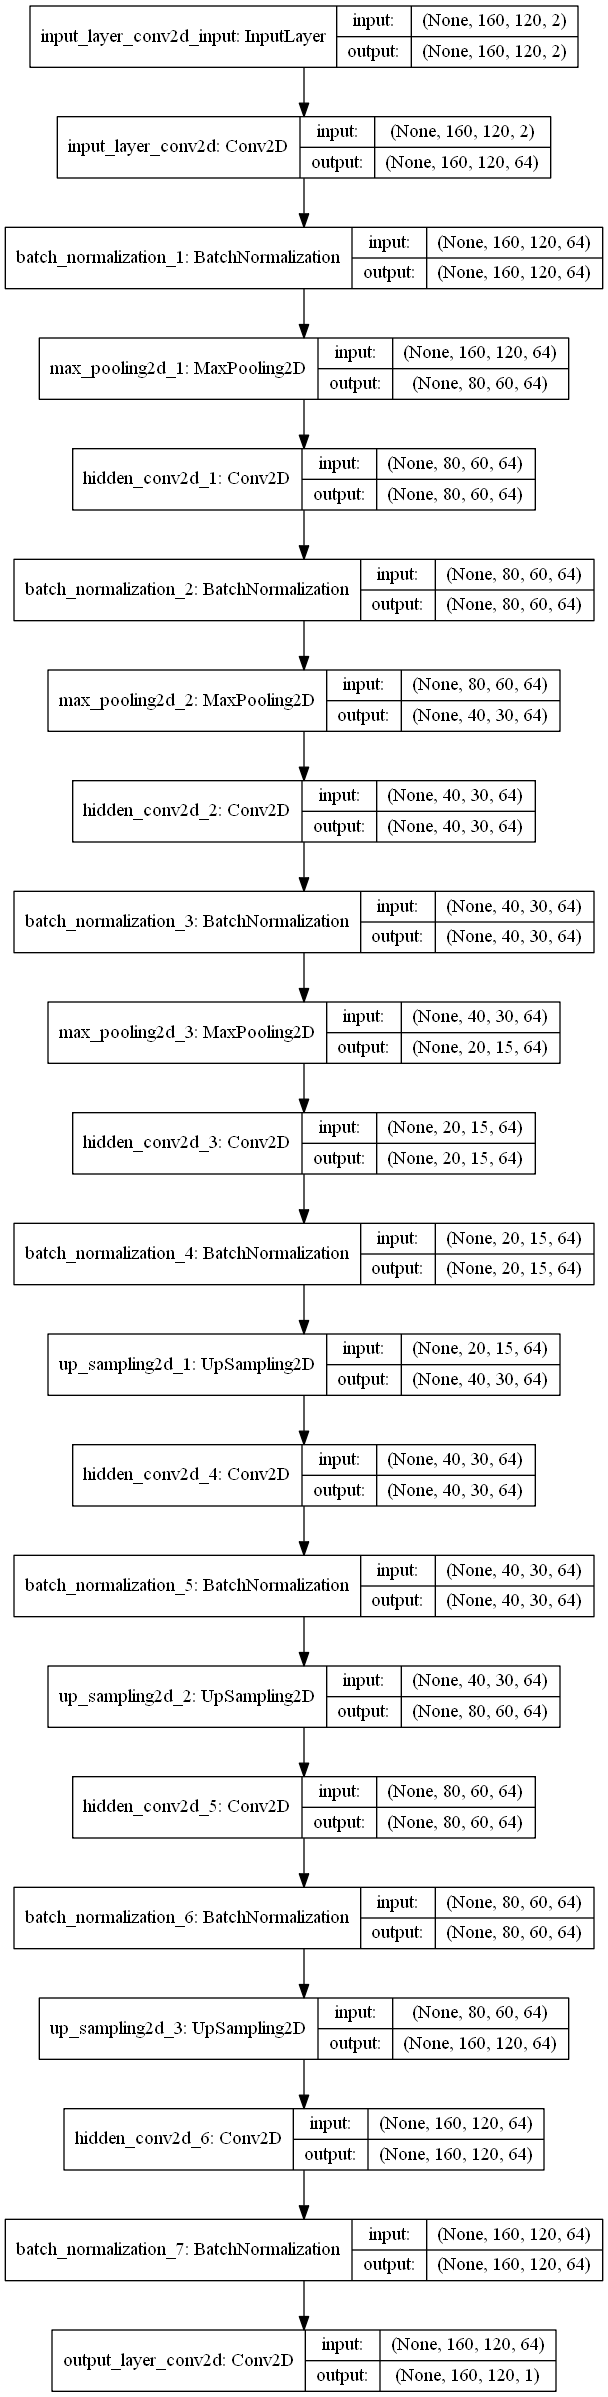 input_layer_conv2d_input: InputLayer
input: (None, 160, 120, 2)
output: (None, 160, 120, 2)
input_layer_conv2d: Conv2D
input: (None, 160, 120, 2)
output: (None, 160, 120, 64)
batch_normalization_1: BatchNormalization
input: (None, 160, 120, 64)
output: (None, 160, 120, 64)
max_pooling2d_1: MaxPooling2D
input: (None, 160, 120, 64)
output: (None, 80, 60, 64)
hidden_conv2d_1: Conv2D
input: (None, 80, 60, 64)
output: (None, 80, 60, 64)
batch_normalization_2: BatchNormalization
input: (None, 80, 60, 64)
output: (None, 80, 60, 64)
max_pooling2d_2: MaxPooling2D
input: (None, 80, 60, 64)
output: (None, 40, 30, 64)
hidden_conv2d_2: Conv2D
input: (None, 40, 30, 64)
output: (None, 40, 30, 64)
batch_normalization_3: BatchNormalization
input: (None, 40, 30, 64)
output: (None, 40, 30, 64)
max_pooling2d_3: MaxPooling2D
input: (None, 40, 30, 64)
output: (None, 20, 15, 64)
hidden_conv2d_3: Conv2D
input: (None, 20, 15, 64)
output: (None, 20, 15, 64)
batch_normalization_4: BatchNormalization
input: (None, 20, 15, 64)
output: (None, 20, 15, 64)
up_sampling2d_1: UpSampling2D
input: (None, 20, 15, 64)
output: (None, 40, 30, 64)
hidden_conv2d_4: Conv2D
input: (None, 40, 30, 64)
output: (None, 40, 30, 64)
batch_normalization_5: BatchNormalization
input: (None, 40, 30, 64)
output: (None, 40, 30, 64)
up_sampling2d_2: UpSampling2D
input: (None, 40, 30, 64)
output: (None, 80, 60, 64)
hidden_conv2d_5: Conv2D
input: (None, 80, 60, 64)
output: (None, 80, 60, 64)
batch_normalization_6: BatchNormalization
input: (None, 80, 60, 64)
output: (None, 80, 60, 64)
up_sampling2d_3: UpSampling2D
input: (None, 80, 60, 64)
output: (None, 160, 120, 64)
hidden_conv2d_6: Conv2D
input: (None, 160, 120, 64)
output: (None, 160, 120, 64)
batch_normalization_7: BatchNormalization
input: (None, 160, 120, 64)
output: (None, 160, 120, 64)
output_layer_conv2d: Conv2D
input: (None, 160, 120, 64)
output: (None, 160, 120, 1)